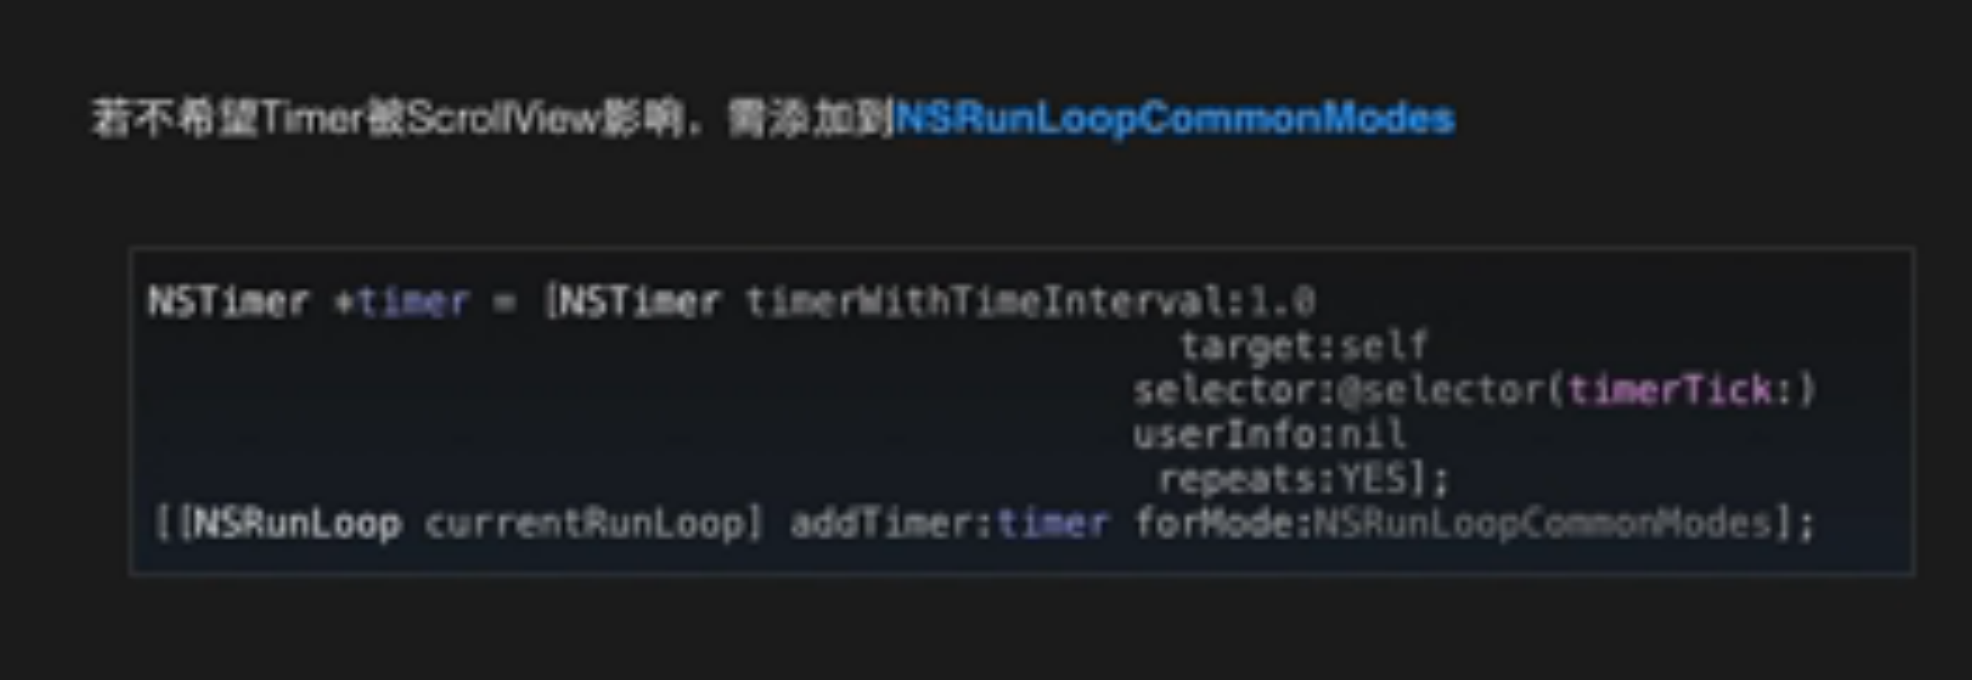 若不希望Timer被ScrollView影响，需添加到NSRunLoopCommonModes
NSTimer *timer = [NSTimer timerWithTimeInterval:1.0
target:self
selector:@selector(timerTick:)
userInfo:nil
repeats:YES];
[[NSRunLoop currentRunLoop] addTimer:timer forMode:NSRunLoopCommonModes];